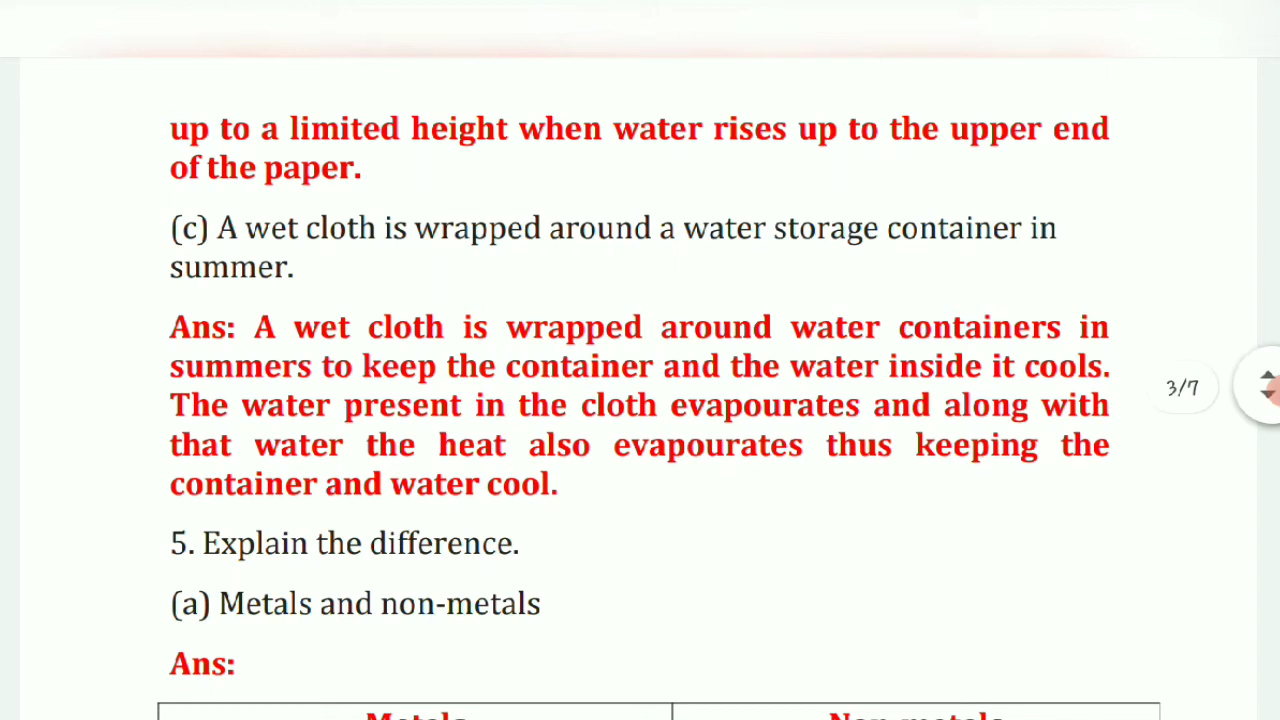 up to a limited height when water rises up to the upper end
of the paper.
(c) A wet cloth is wrapped around a water storage container in
summer.
Ans: A wet cloth is wrapped around water containers in
summers to keep the container and the water inside it cools.
The water present in the cloth evapourates and along with
that water the heat also evapourates thus keeping the
container and water cool.
3/7
5. Explain the difference.
(a) Metals and non-metals
Ans:
Metals Non-metals